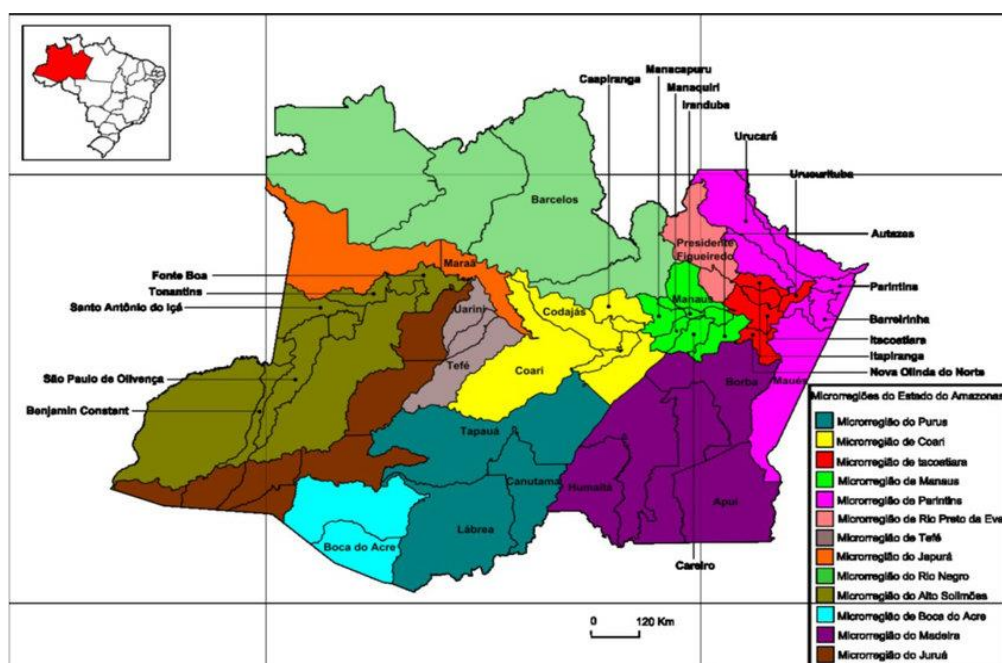 Caapiranga
Manacapuru
Manaquiri
Iranduba
Urucará
Urucurituba
Barcelos
Autazes
Presidente
Figueiredo
Fonte Boa
Maraã
Tonantins
Santo Antônio do Içá
Uarini
Codajás
Manaus
Parintins
Barreirinha
Itacoatiara
Itapiranga
Nova Olinda do Norte
São Paulo de Olivença
Tefé
Coari
Borba
Maués
Benjamin Constant
Tapauá
Canutama
Humaitá
Apuí
Lábrea
Boca do Acre
Careiro
0 120 Km
Microrregiões do Estado do Amazonas
Microrregião do Purus
Microrregião de Coari
Microrregião de Itacoatiara
Microrregião de Manaus
Microrregião de Parintins
Microrregião de Rio Preto da Eva
Microrregião de Tefé
Microrregião do Japurá
Microrregião do Rio Negro
Microrregião do Alto Solimões
Microrregião de Boca do Acre
Microrregião do Madeira
Microrregião do Juruá